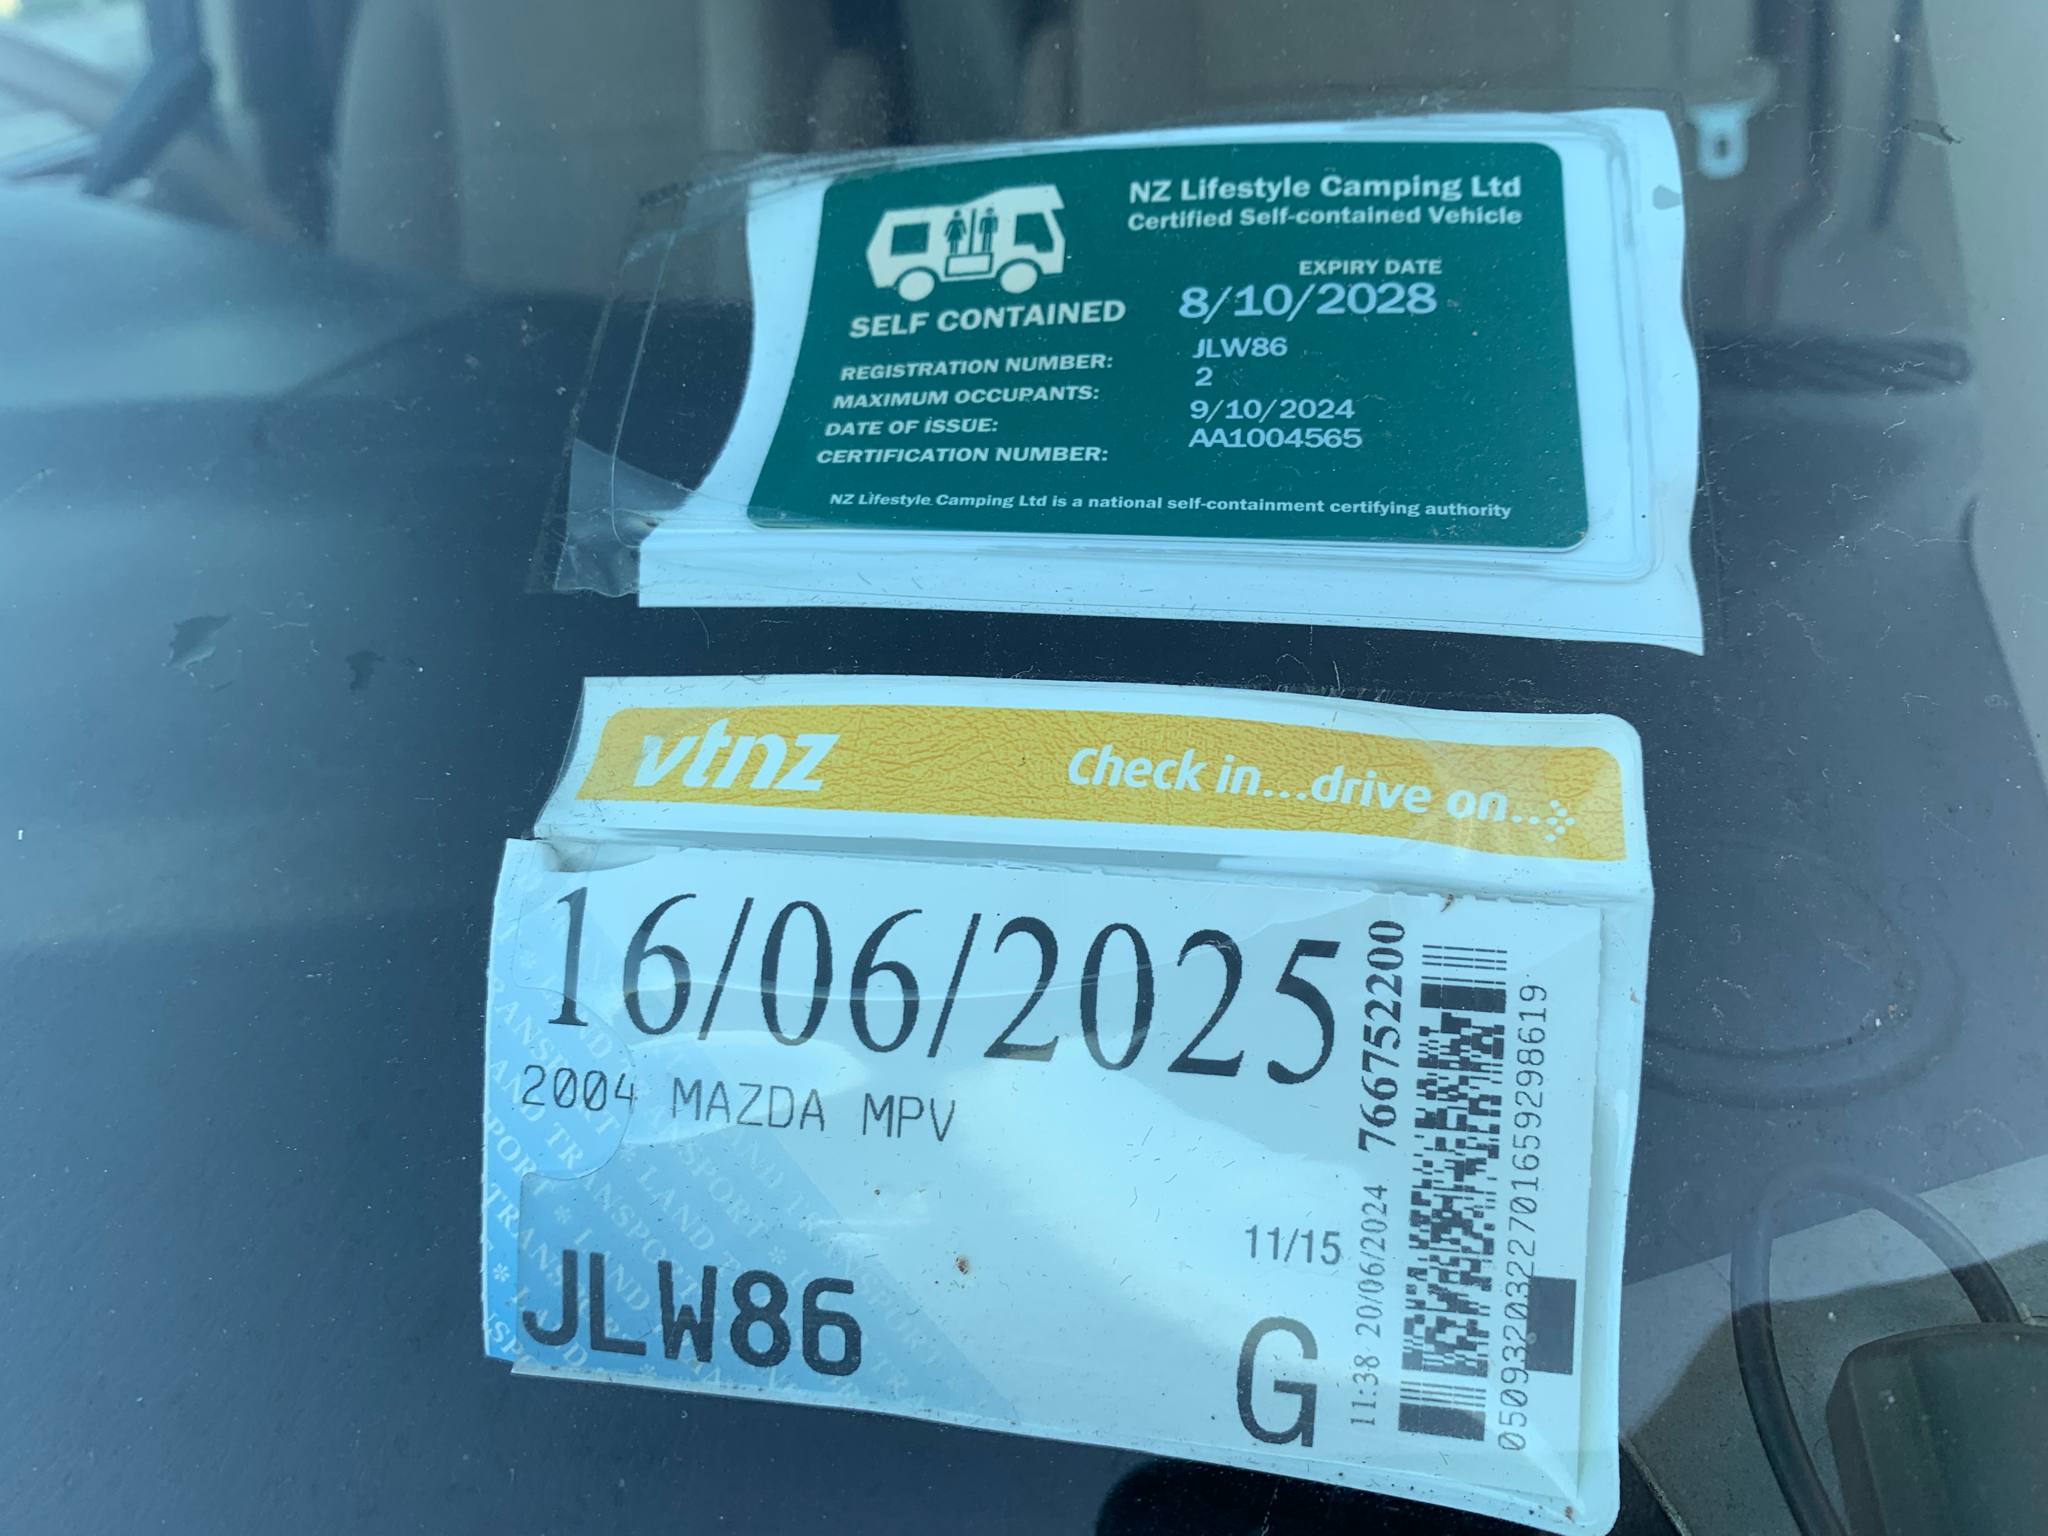 NZ Lifestyle Camping Ltd
Certified Self-contained Vehicle
EXPIRY DATE
8/10/2028
SELF CONTAINED
REGISTRATION NUMBER: JLW86
MAXIMUM OCCUPANTS: 2
DATE OF ISSUE: 9/10/2024
CERTIFICATION NUMBER: AA1004565
NZ Lifestyle Camping Ltd is a national self-containment certifying authority
vtnz Check in...drive on...
16/06/2025
2004 MAZDA MPV
11/15
JLW86
G
11:38 20/06/2024 7667752200